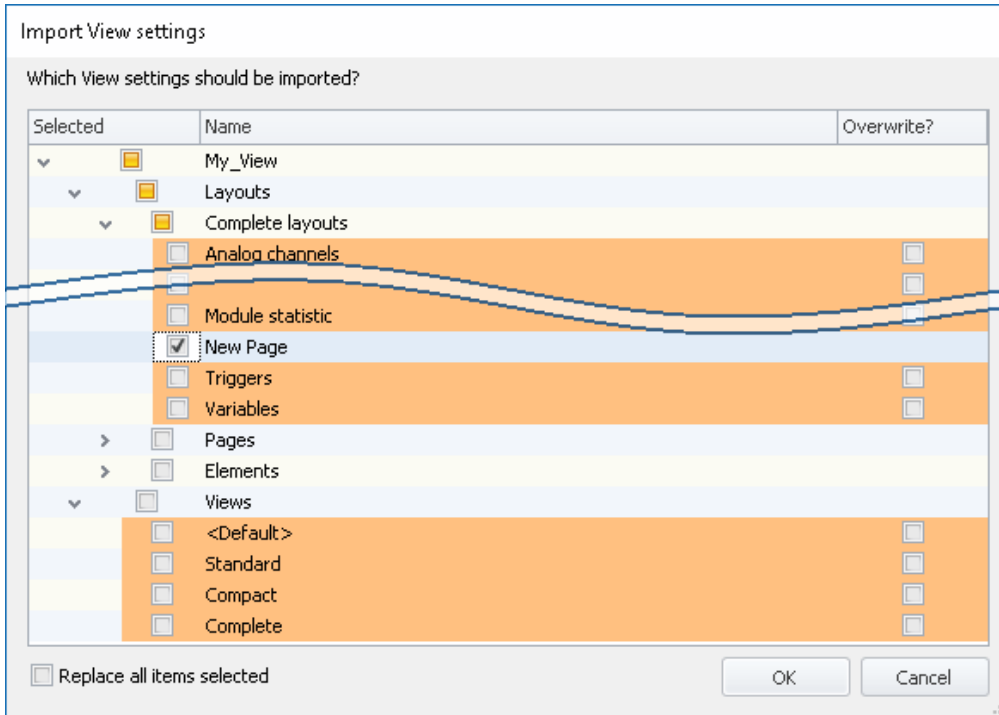 Import View settings
Which View settings should be imported?
Selected Name Overwrite?
My_View
Layouts
Complete layouts
Analog channels
Module statistic
New Page
Triggers
Variables
Pages
Elements
Views
<Default>
Standard
Compact
Complete
Replace all items selected OK Cancel